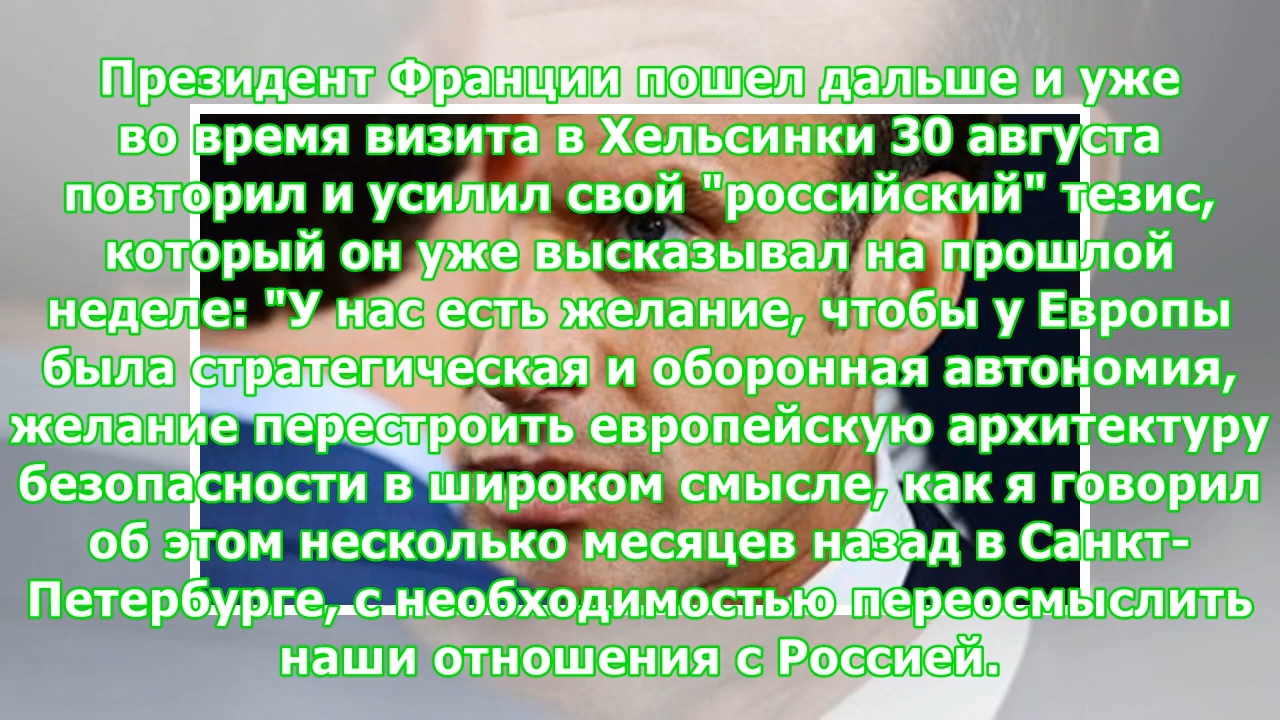 Президент Франции пошел дальше и уже
во время визита в Хельсинки 30 августа
повторил и усилил свой "российский" тезис,
который он уже высказывал на прошлой
неделе: "У нас есть желание, чтобы у Европы
была стратегическая и оборонная автономия,
желание перестроить европейскую архитектуру
безопасности в широком смысле, как я говорил
об этом несколько месяцев назад в Санкт-
Петербурге, с необходимостью переосмыслить
наши отношения с Россией.